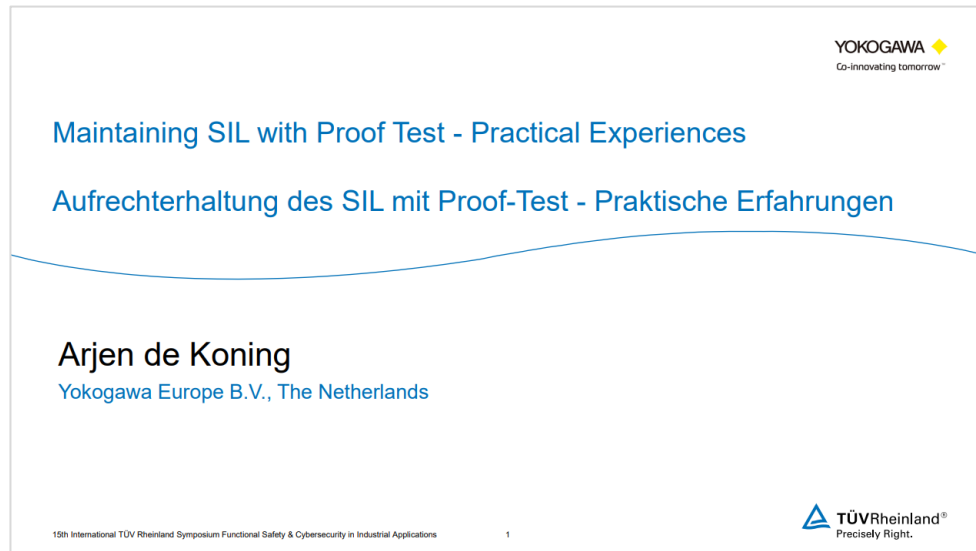 YOKOGAWA
Co-innovating tomorrow™
Maintaining SIL with Proof Test - Practical Experiences
Aufrechterhaltung des SIL mit Proof-Test - Praktische Erfahrungen
Arjen de Koning
Yokogawa Europe B.V., The Netherlands
15th International TÜV Rheinland Symposium Functional Safety & Cybersecurity in Industrial Applications 1
TÜVRheinland®
Precisely Right.